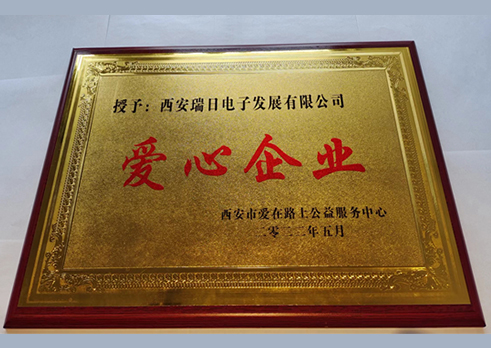 授予：西安瑞日电子发展有限公司
爱心企业
西安市爱在路上公益服务中心
二零二二年五月